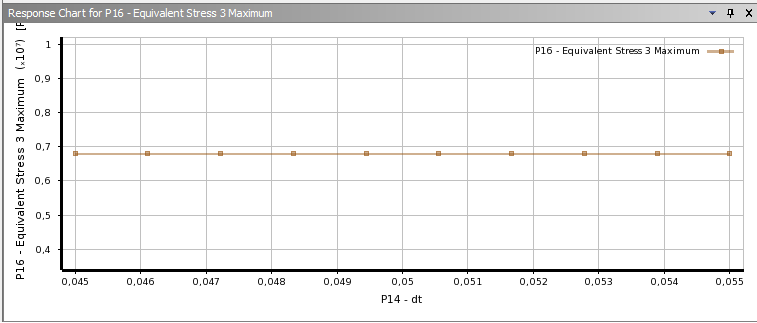 Response Chart for P16 - Equivalent Stress 3 Maximum
P16 - Equivalent Stress 3 Maximum (ₓ10⁷)
P16 - Equivalent Stress 3 Maximum
1
0,9
0,8
0,7
0,6
0,5
0,4
0,045 0,046 0,047 0,048 0,049 0,05 0,051 0,052 0,053 0,054 0,055
P14 - dt